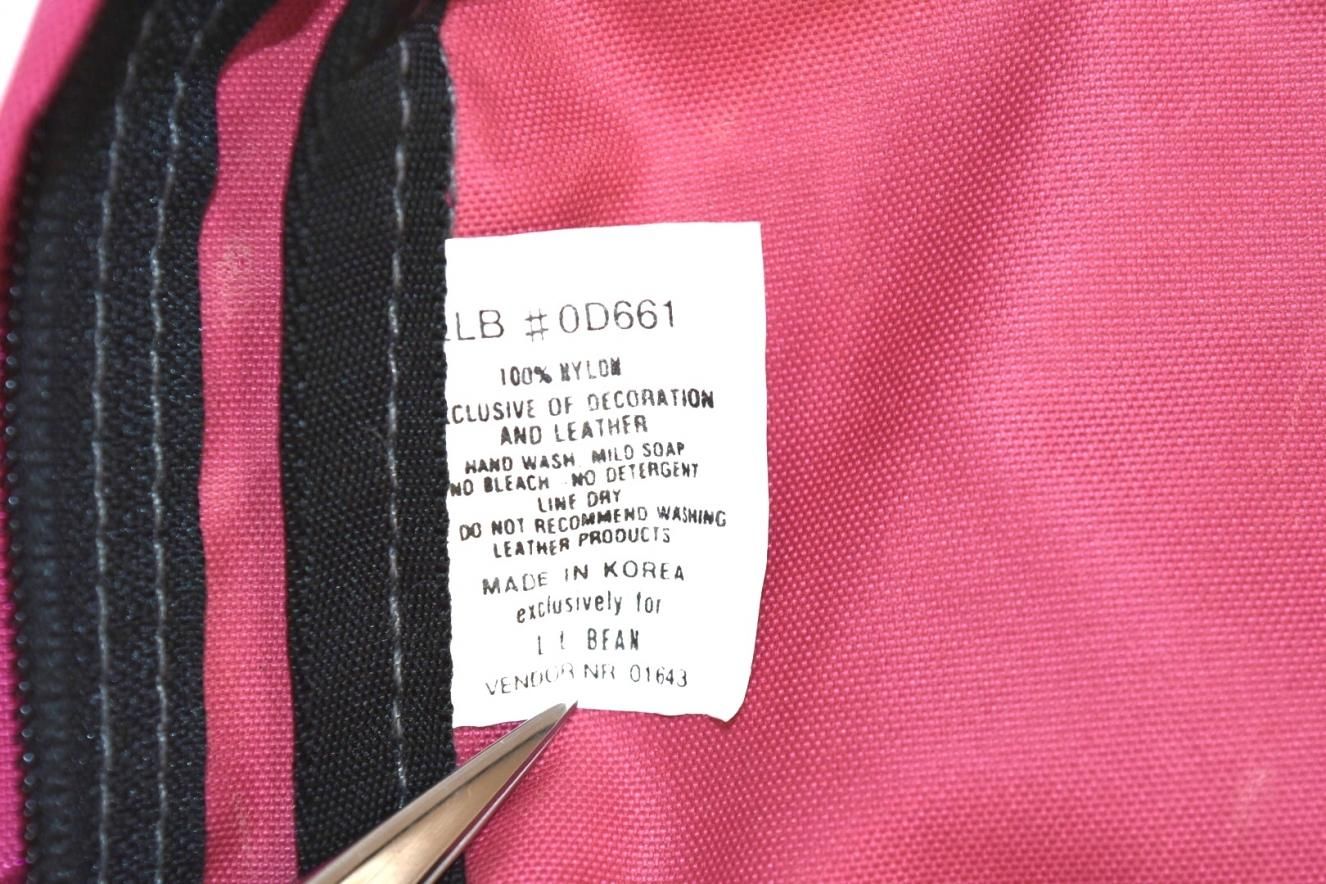 LB #0D661
100% NYLON
CLUSIVE OF DECORATION
AND LEATHER
HAND WASH, MILD SOAP
NO BLEACH - NO DETERGENT
LINE DRY
DO NOT RECOMMEND WASHING
LEATHER PRODUCTS
MADE IN KOREA
exclusively for
L L BEAN
VENDOR NR 01643